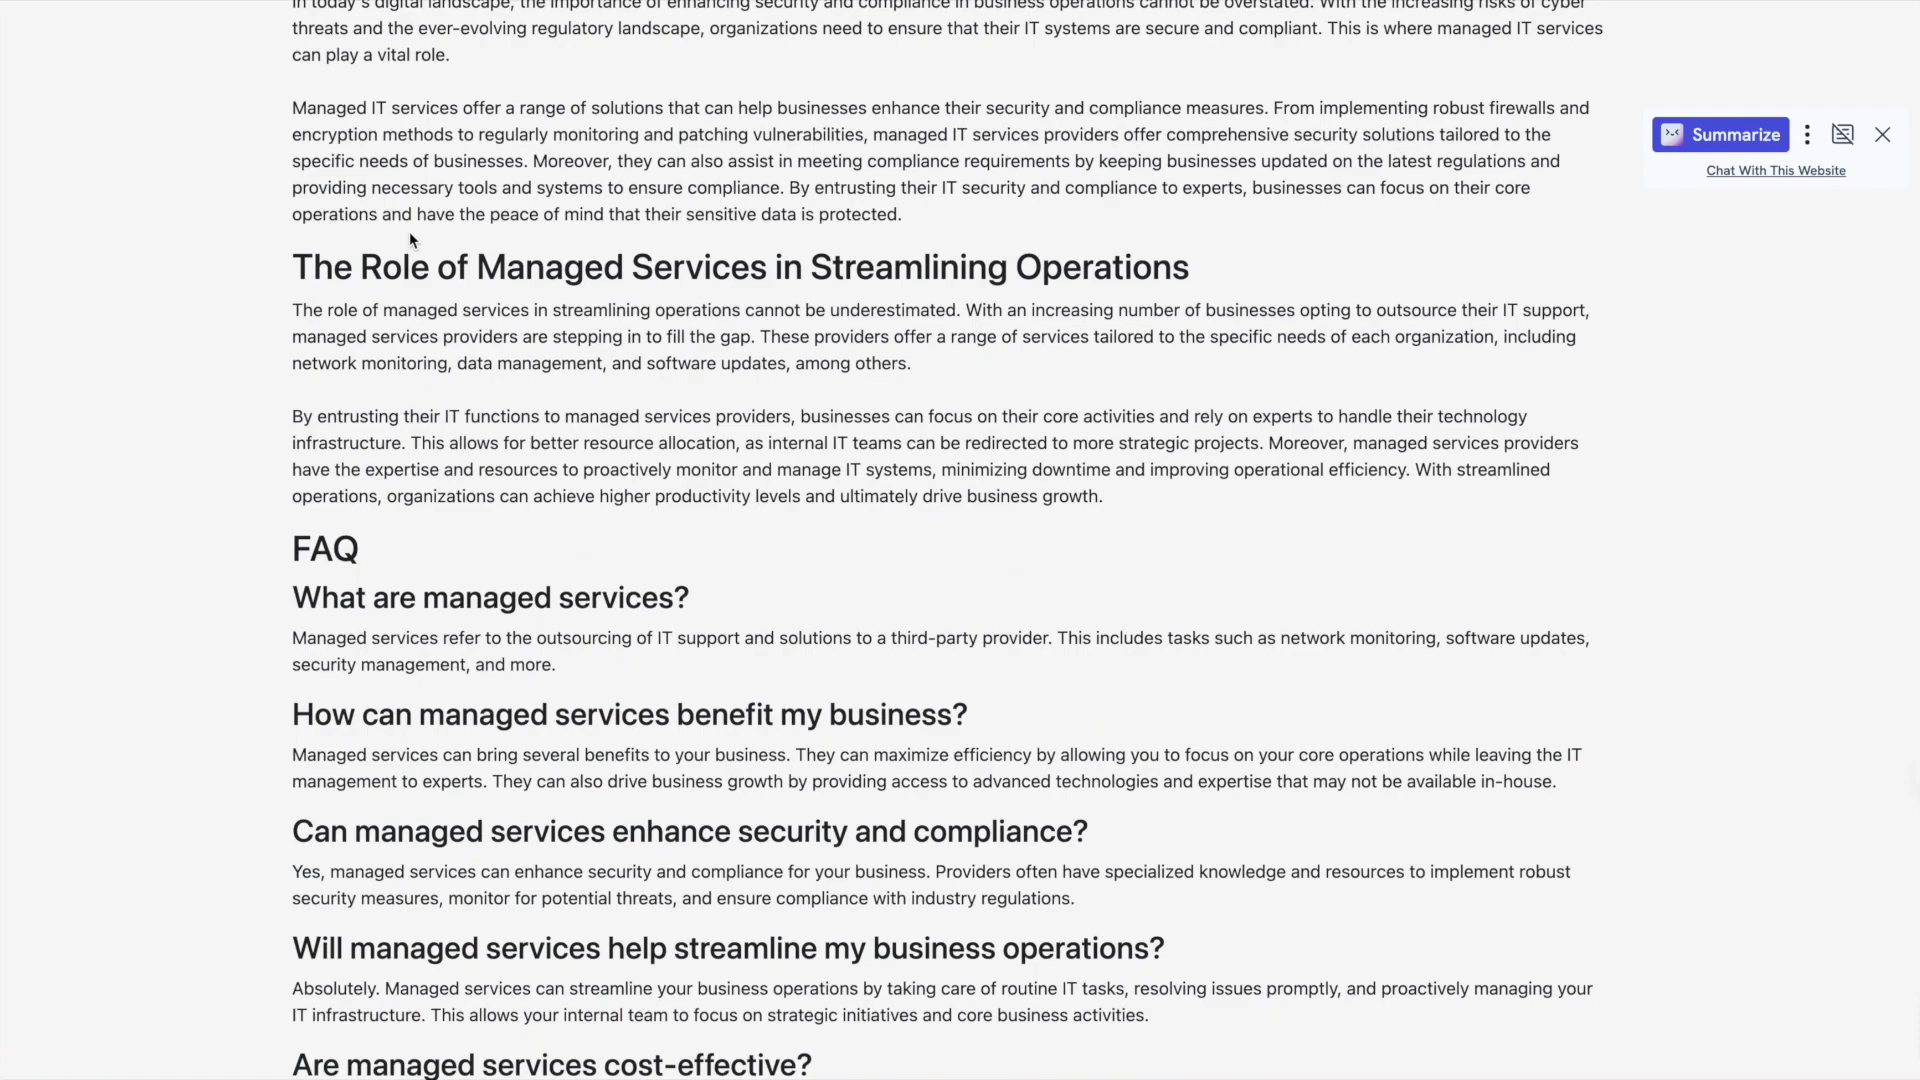 In today's digital landscape, the importance of enhancing security and compliance in business operations cannot be overstated. With the increasing risks of cyber
threats and the ever-evolving regulatory landscape, organizations need to ensure that their IT systems are secure and compliant. This is where managed IT services
can play a vital role.
Managed IT services offer a range of solutions that can help businesses enhance their security and compliance measures. From implementing robust firewalls and
encryption methods to regularly monitoring and patching vulnerabilities, managed IT services providers offer comprehensive security solutions tailored to the
specific needs of businesses. Moreover, they can also assist in meeting compliance requirements by keeping businesses updated on the latest regulations and
providing necessary tools and systems to ensure compliance. By entrusting their IT security and compliance to experts, businesses can focus on their core
operations and have the peace of mind that their sensitive data is protected.
Summarize
Chat With This Website
The Role of Managed Services in Streamlining Operations
The role of managed services in streamlining operations cannot be underestimated. With an increasing number of businesses opting to outsource their IT support,
managed services providers are stepping in to fill the gap. These providers offer a range of services tailored to the specific needs of each organization, including
network monitoring, data management, and software updates, among others.
By entrusting their IT functions to managed services providers, businesses can focus on their core activities and rely on experts to handle their technology
infrastructure. This allows for better resource allocation, as internal IT teams can be redirected to more strategic projects. Moreover, managed services providers
have the expertise and resources to proactively monitor and manage IT systems, minimizing downtime and improving operational efficiency. With streamlined
operations, organizations can achieve higher productivity levels and ultimately drive business growth.
FAQ
What are managed services?
Managed services refer to the outsourcing of IT support and solutions to a third-party provider. This includes tasks such as network monitoring, software updates,
security management, and more.
How can managed services benefit my business?
Managed services can bring several benefits to your business. They can maximize efficiency by allowing you to focus on your core operations while leaving the IT
management to experts. They can also drive business growth by providing access to advanced technologies and expertise that may not be available in-house.
Can managed services enhance security and compliance?
Yes, managed services can enhance security and compliance for your business. Providers often have specialized knowledge and resources to implement robust
security measures, monitor for potential threats, and ensure compliance with industry regulations.
Will managed services help streamline my business operations?
Absolutely. Managed services can streamline your business operations by taking care of routine IT tasks, resolving issues promptly, and proactively managing your
IT infrastructure. This allows your internal team to focus on strategic initiatives and core business activities.
Are managed services cost-effective?